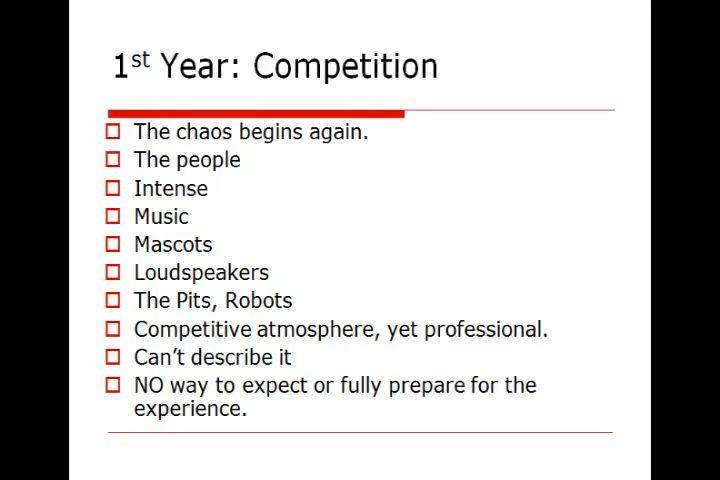 1st Year: Competition
The chaos begins again.
The people
Intense
Music
Mascots
Loudspeakers
The Pits, Robots
Competitive atmosphere, yet professional.
Can't describe it
NO way to expect or fully prepare for the
experience.